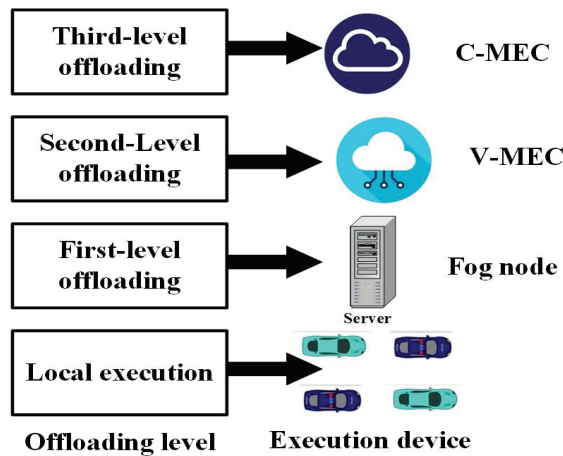 Third-level
offloading
C-MEC
Second-Level
offloading
V-MEC
First-level
offloading
Fog node
Server
Local execution
Offloading level
Execution device